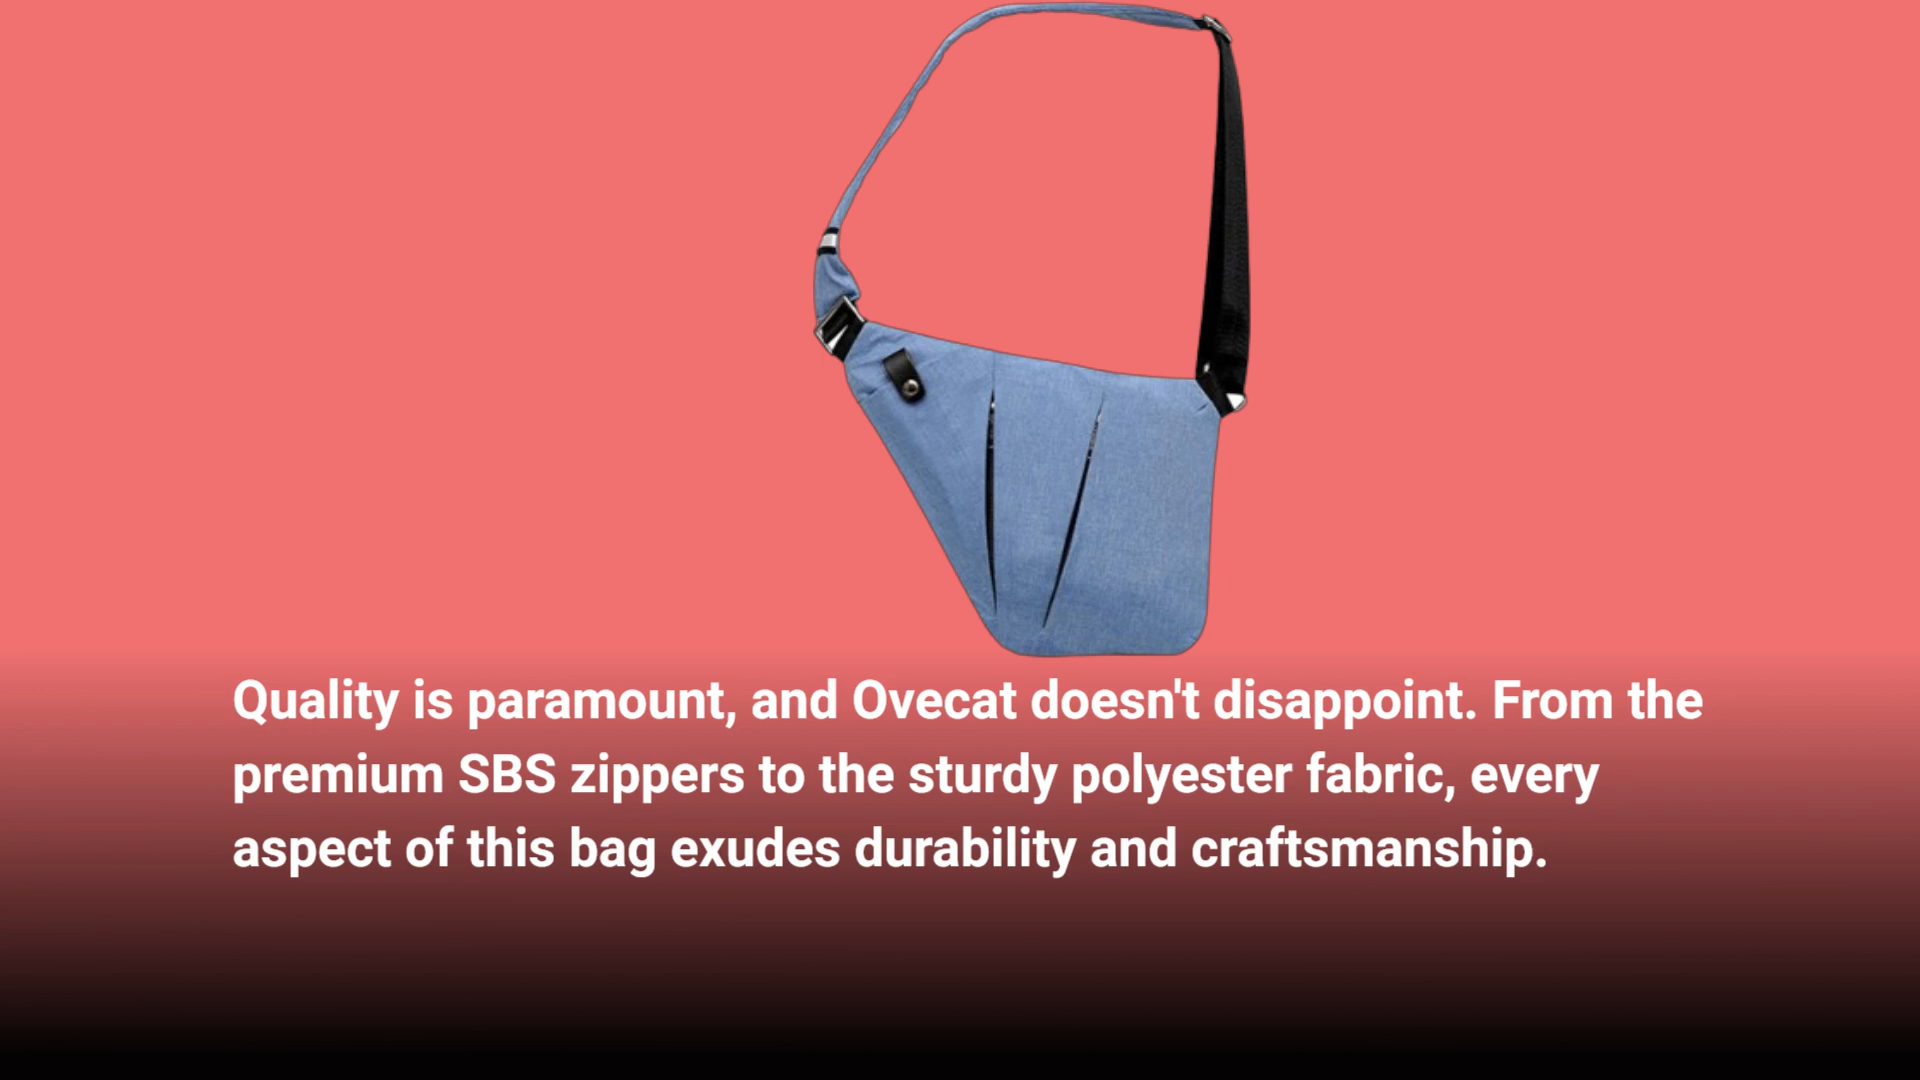 Quality is paramount, and Ovecat doesn't disappoint. From the
premium SBS zippers to the sturdy polyester fabric, every
aspect of this bag exudes durability and craftsmanship.